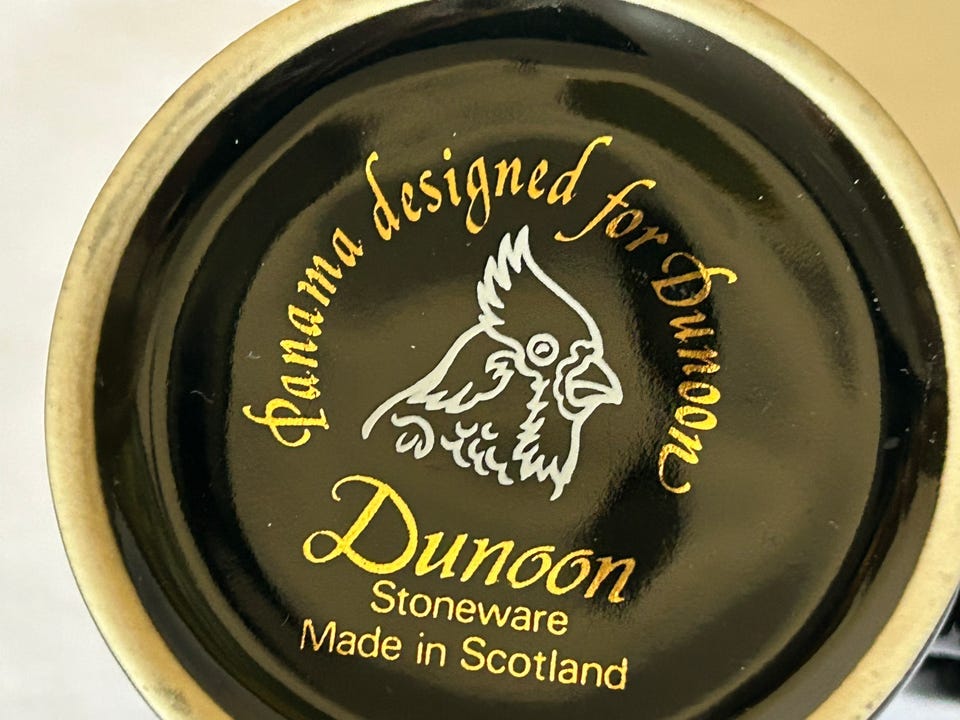 Panama designed for Dunoon
Dunoon
Stoneware
Made in Scotland